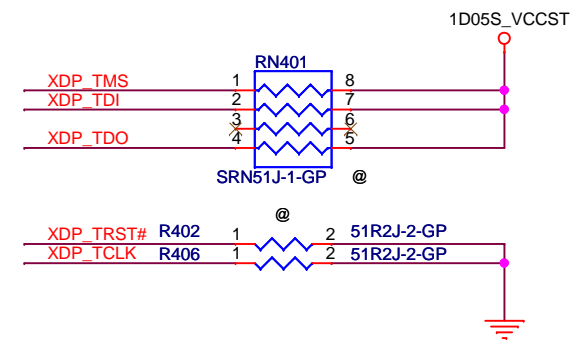 1D05S_VCCST
RN401
XDP_TMS 1 8
XDP_TDI 2 7
3 6
XDP_TDO 4 5
SRN51J-1-GP @
@
XDP_TRST# R402 1 2 51R2J-2-GP
XDP_TCLK R406 1 2 51R2J-2-GP